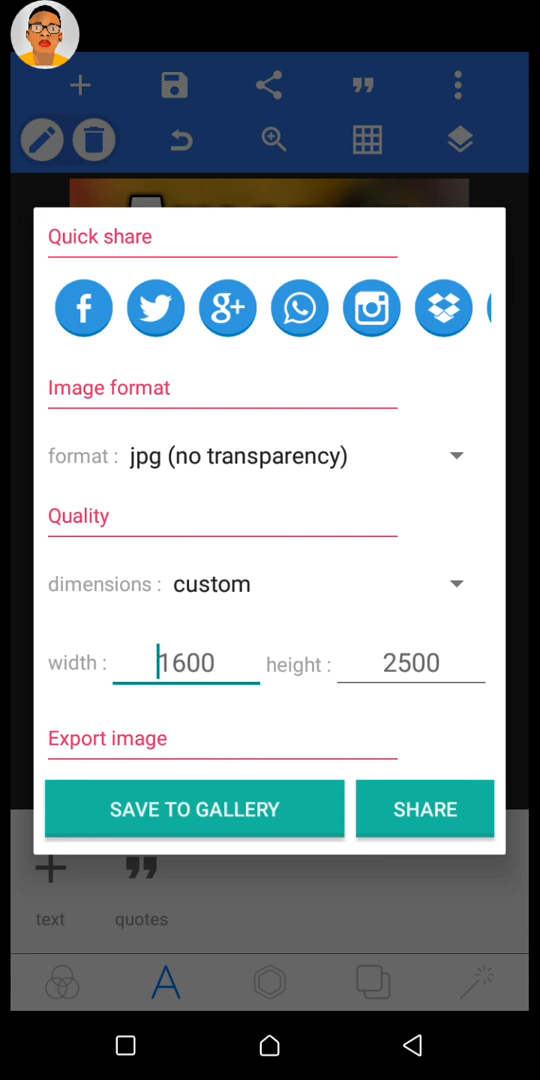 Quick share
Image format
format : jpg (no transparency)
Quality
dimensions : custom
width : 1600 height : 2500
Export image
SAVE TO GALLERY SHARE
text quotes